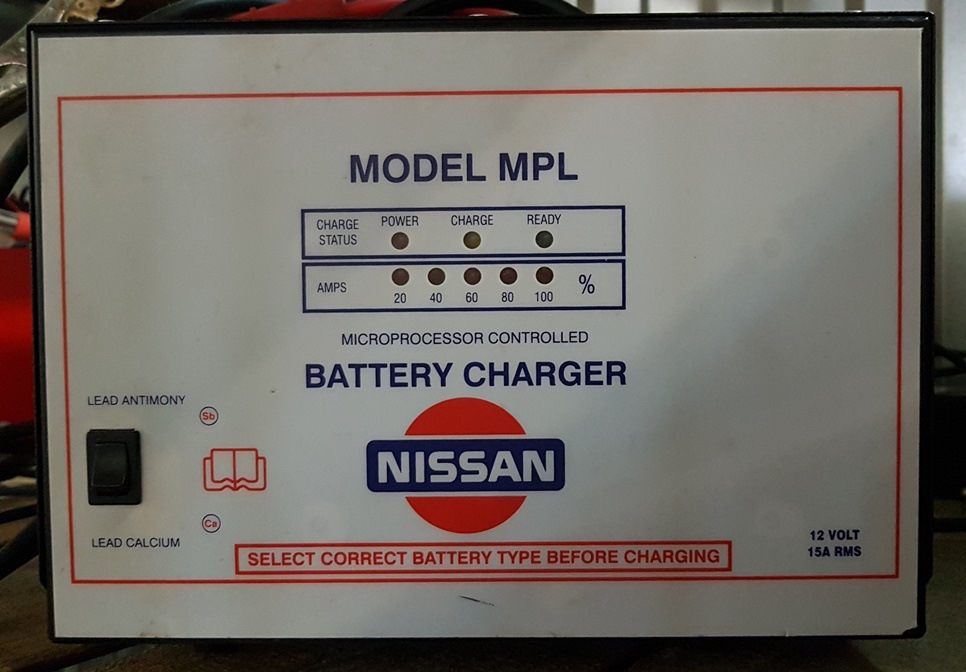 MODEL MPL
CHARGE STATUS POWER CHARGE READY
AMPS 20 40 60 80 100 %
MICROPROCESSOR CONTROLLED
BATTERY CHARGER
LEAD ANTIMONY
Sb
NISSAN
Ca
LEAD CALCIUM
SELECT CORRECT BATTERY TYPE BEFORE CHARGING
12 VOLT
15A RMS